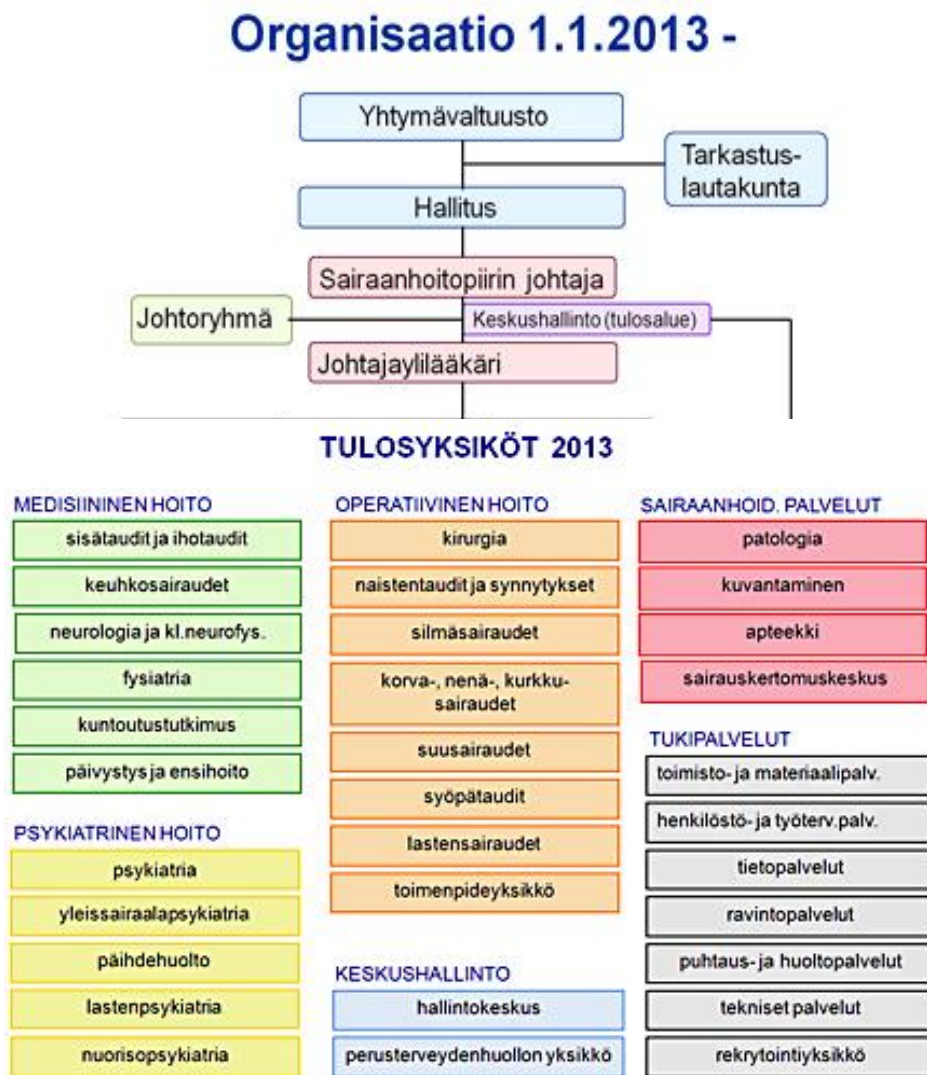 Organisaatio 1.1.2013 -
Yhtymävaltuusto
Tarkastus-
lautakunta
Hallitus
Sairaanhoitopiirin johtaja
Johtoryhmä
Keskushallinto (tulosalue)
Johtajaylilääkäri
TULOSYKSIKÖT 2013
MEDISIININEN HOITO
sisätaudit ja ihotaudit
keuhkosairaudet
neurologia ja kl.neurofys.
fysiatria
kuntoutustutkimus
päivystys ja ensihoito
PSYKIATRINEN HOITO
psykiatria
yleissairaalapsykiatria
päihdehuolto
lastenpsykiatria
nuorisopsykiatria
OPERATIIVINEN HOITO
kirurgia
naistentaudit ja synnytykset
silmäsairaudet
korva-, nenä-, kurkku-
sairaudet
suusairaudet
syöpätaudit
lastensairaudet
toimenpideyksikkö
KESKUSHALLINTO
hallintokeskus
perusterveydenhuollon yksikkö
SAIRAANHOID. PALVELUT
patologia
kuvantaminen
apteekki
sairauskertomuskeskus
TUKIPALVELUT
toimisto- ja materiaalipalv.
henkilöstö- ja työterv.palv.
tietopalvelut
ravintopalvelut
puhtaus- ja huoltopalvelut
tekniset palvelut
rekrytointiyksikkö